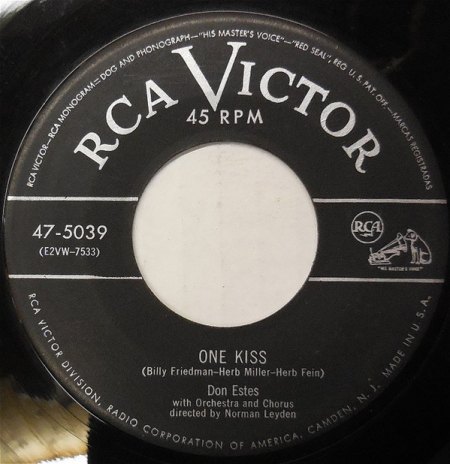 RCA VICTOR—RCA MONOGRAM—DOG AND PHONOGRAPH—"HIS MASTER'S VOICE"—"RED SEAL", REG U.S. PAT. OFF.—MARCAS REGISTRADAS
RCA VICTOR
45 RPM
47-5039
(E2VW-7533)
RCA
"HIS MASTER'S VOICE"
ONE KISS
(Billy Friedman–Herb Miller–Herb Fein)
Don Estes
with Orchestra and Chorus
directed by Norman Leyden
RCA VICTOR DIVISION, RADIO CORPORATION OF AMERICA, CAMDEN, N. J. MADE IN U.S.A.